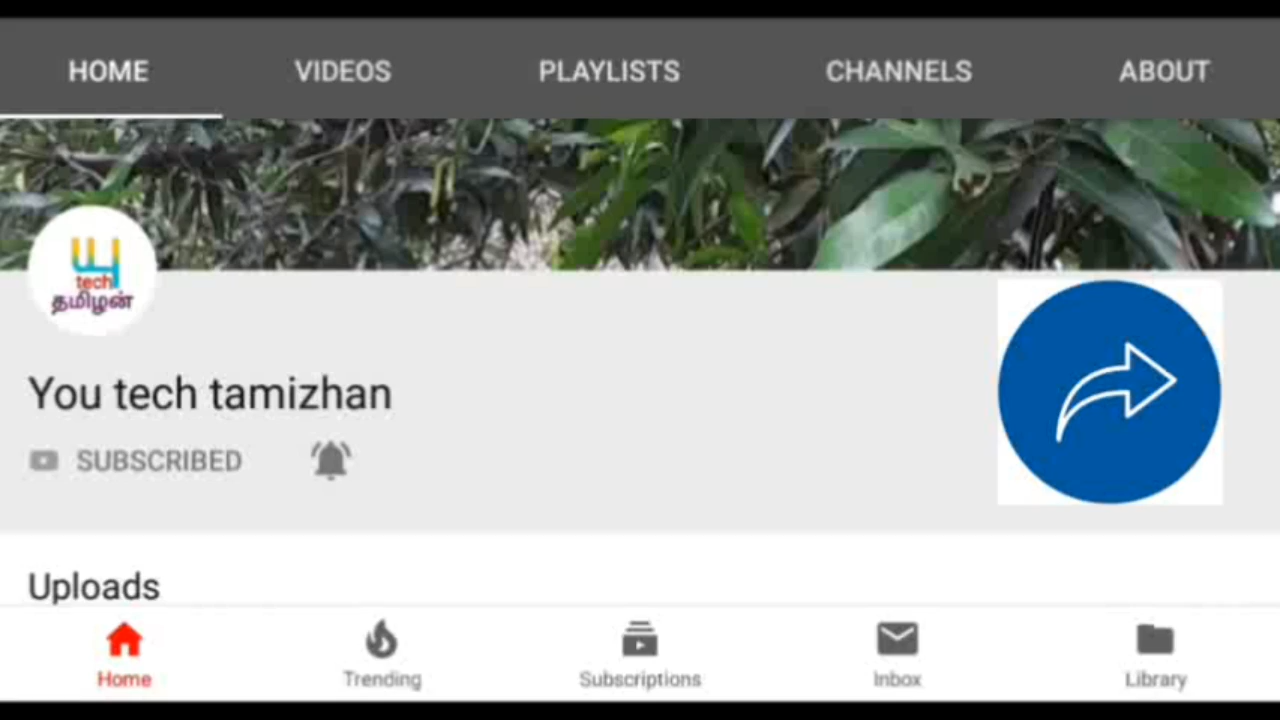 HOME VIDEOS PLAYLISTS CHANNELS ABOUT
tech
தமிழன்
You tech tamizhan
SUBSCRIBED
Uploads
Home Trending Subscriptions Inbox Library